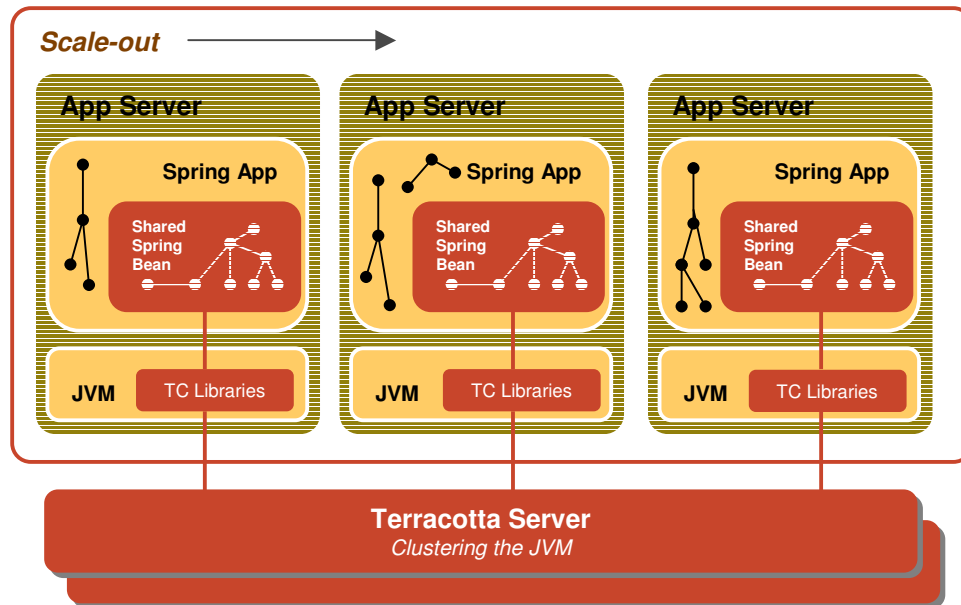 Scale-out
App Server
App Server
App Server
Spring App
Spring App
Spring App
Shared
Spring
Bean
Shared
Spring
Bean
Shared
Spring
Bean
JVM
TC Libraries
JVM
TC Libraries
JVM
TC Libraries
Terracotta Server
Clustering the JVM